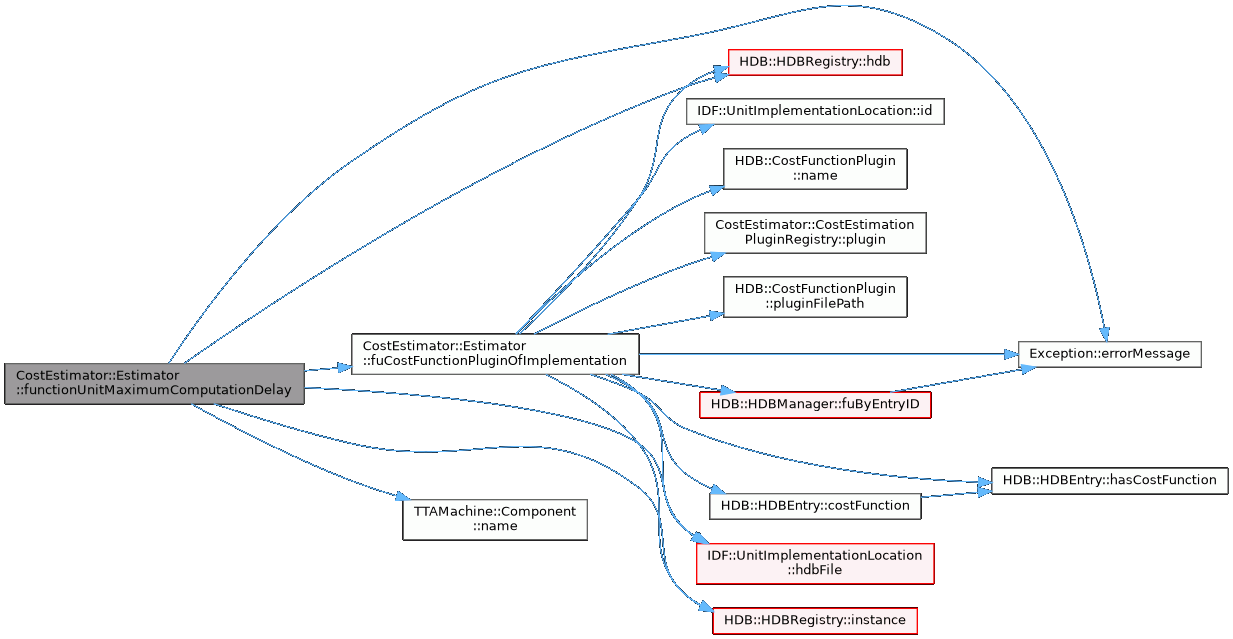 HDB::HDBRegistry::hdb
IDF::UnitImplementationLocation::id
HDB::CostFunctionPlugin
::name
CostEstimator::CostEstimation
PluginRegistry::plugin
HDB::CostFunctionPlugin
::pluginFilePath
CostEstimator::Estimator
::fuCostFunctionPluginOfImplementation
Exception::errorMessage
CostEstimator::Estimator
::functionUnitMaximumComputationDelay
HDB::HDBManager::fuByEntryID
HDB::HDBEntry::hasCostFunction
HDB::HDBEntry::costFunction
TTAMachine::Component
::name
IDF::UnitImplementationLocation
::hdbFile
HDB::HDBRegistry::instance